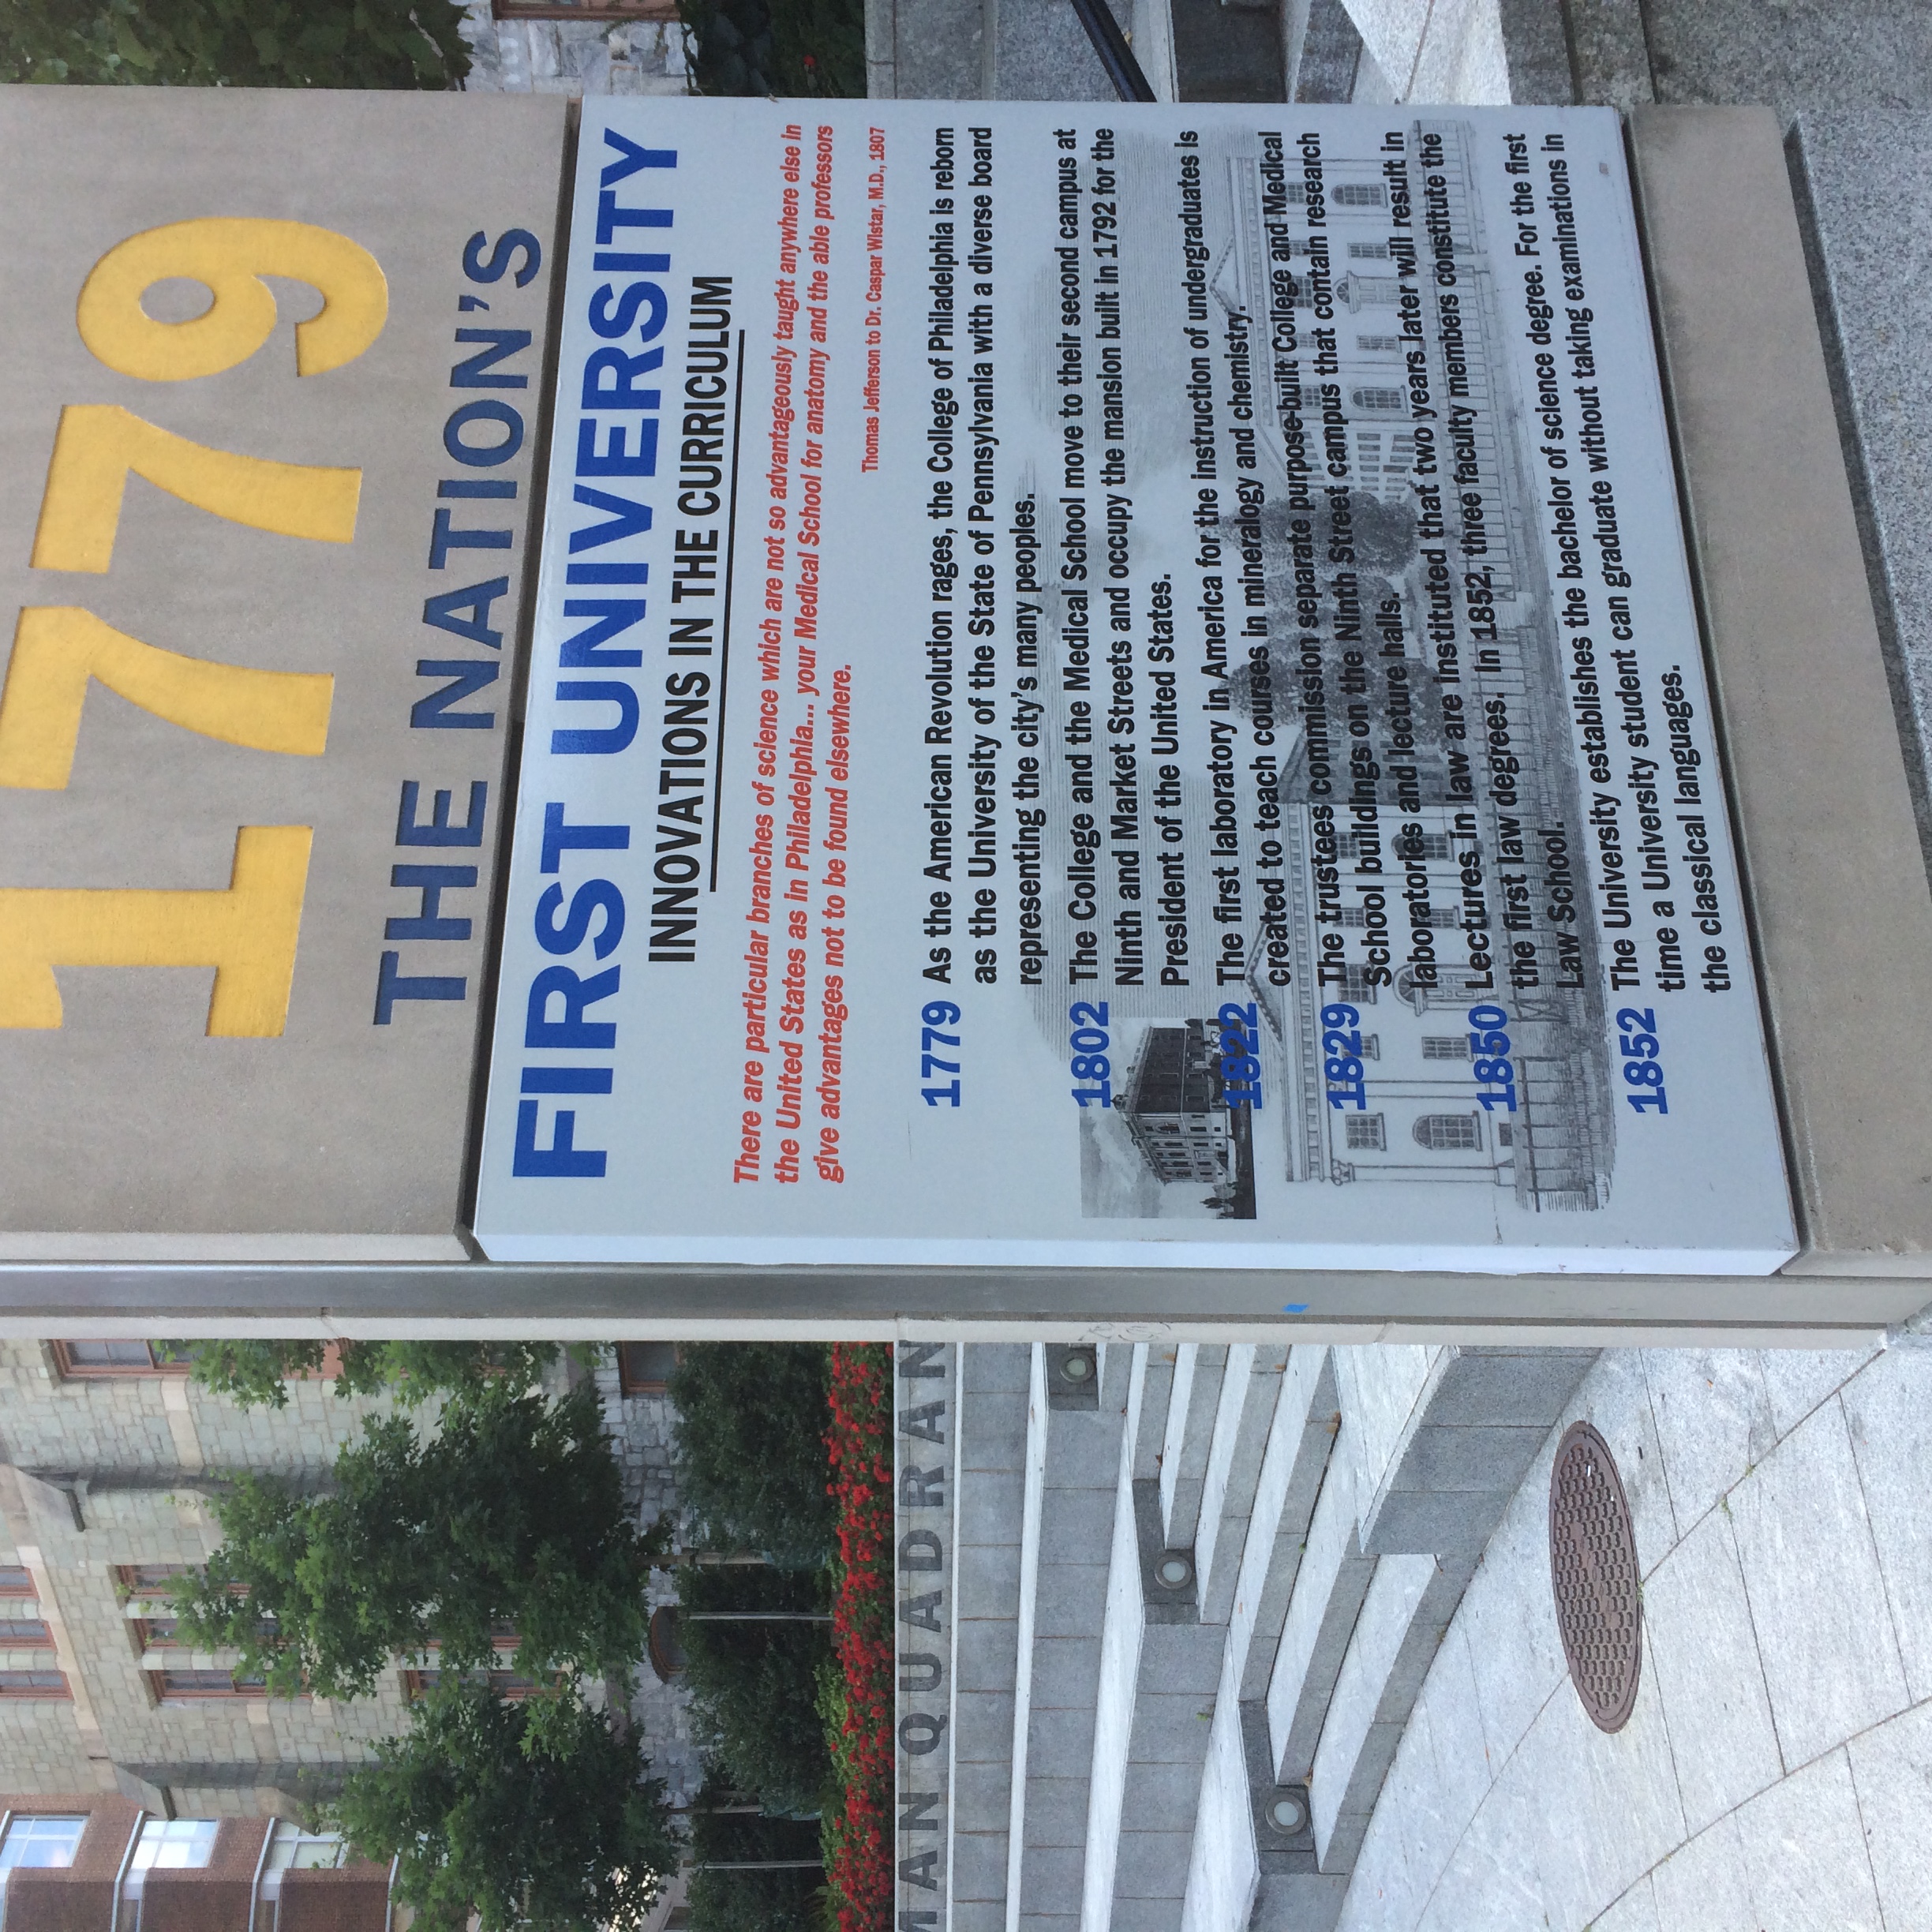 1779
THE NATION'S
FIRST UNIVERSITY
INNOVATIONS IN THE CURRICULUM
There are particular branches of science which are not so advantageously taught anywhere else in
the United States as in Philadelphia... your Medical School for anatomy and the able professors
give advantages not to be found elsewhere.
Thomas Jefferson to Dr. Caspar Wistar, M.D., 1807
1779 As the American Revolution rages, the College of Philadelphia is reborn
as the University of the State of Pennsylvania with a diverse board
representing the city's many peoples.
1802 The College and the Medical School move to their second campus at
Ninth and Market Streets and occupy the mansion built in 1792 for the
President of the United States.
1822 The first laboratory in America for the instruction of undergraduates is
created to teach courses in mineralogy and chemistry.
1829 The trustees commission separate purpose-built College and Medical
School buildings on the Ninth Street campus that contain research
laboratories and lecture halls.
1850 Lectures in law are instituted that two years later will result in
the first law degrees. In 1852, three faculty members constitute the
Law School.
1852 The University establishes the bachelor of science degree. For the first
time a University student can graduate without taking examinations in
the classical languages.
MAN QUADRAN